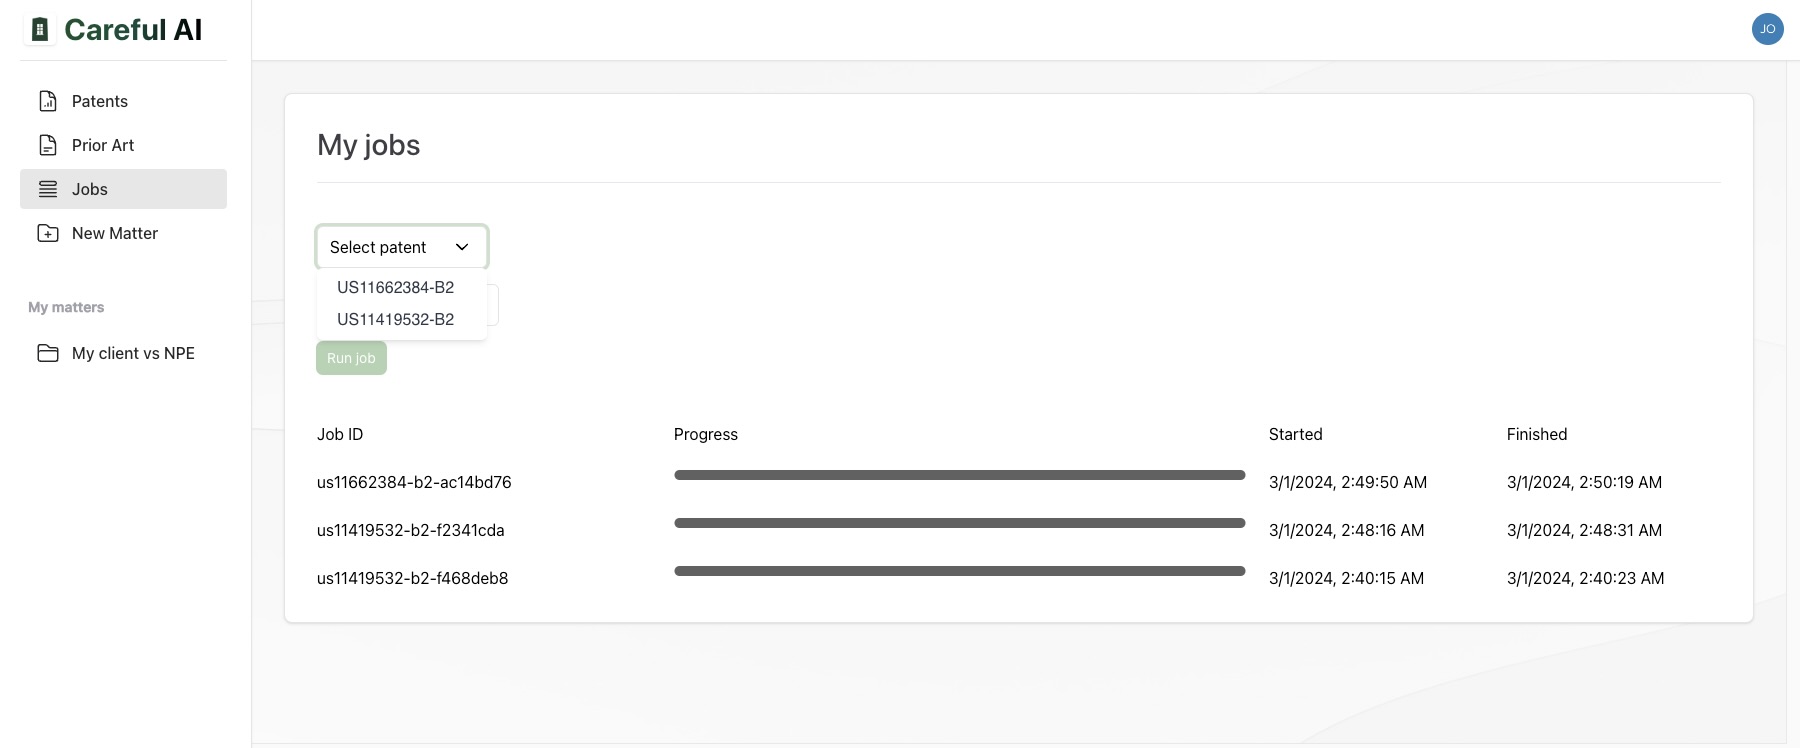 Careful AI
JO
Patents
Prior Art
Jobs
New Matter
My matters
My client vs NPE
My jobs
Select patent
US11662384-B2
US11419532-B2
Run job
Job ID Progress Started Finished
us11662384-b2-ac14bd76 3/1/2024, 2:49:50 AM 3/1/2024, 2:50:19 AM
us11419532-b2-f2341cda 3/1/2024, 2:48:16 AM 3/1/2024, 2:48:31 AM
us11419532-b2-f468deb8 3/1/2024, 2:40:15 AM 3/1/2024, 2:40:23 AM